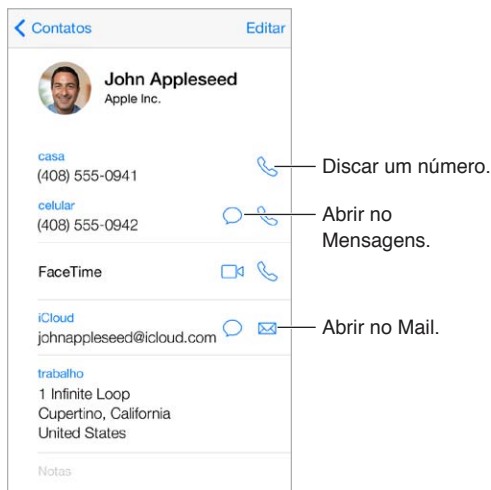 Contatos Editar
John Appleseed
Apple Inc.
casa
(408) 555-0941
Discar um número.
celular
(408) 555-0942
Abrir no
Mensagens.
FaceTime
iCloud
johnappleseed@icloud.com
Abrir no Mail.
trabalho
1 Infinite Loop
Cupertino, California
United States
Notas